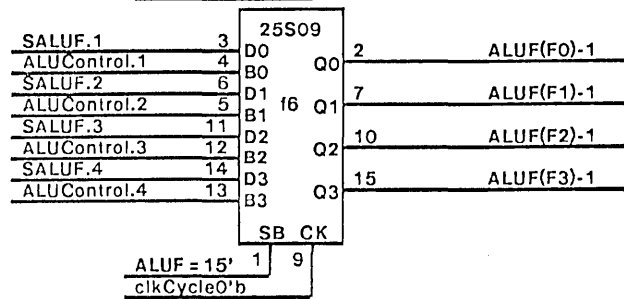 25S09
SALUF.1 3 D0
ALUControl.1 4 B0
Q0 2 ALUF(F0)-1
SALUF.2 6 D1
ALUControl.2 5 B1
f6 Q1 7 ALUF(F1)-1
SALUF.3 11 D2
ALUControl.3 12 B2
Q2 10 ALUF(F2)-1
SALUF.4 14 D3
ALUControl.4 13 B3
Q3 15 ALUF(F3)-1
SB CK
ALUF = 15' 1 9
clkCycle0'b